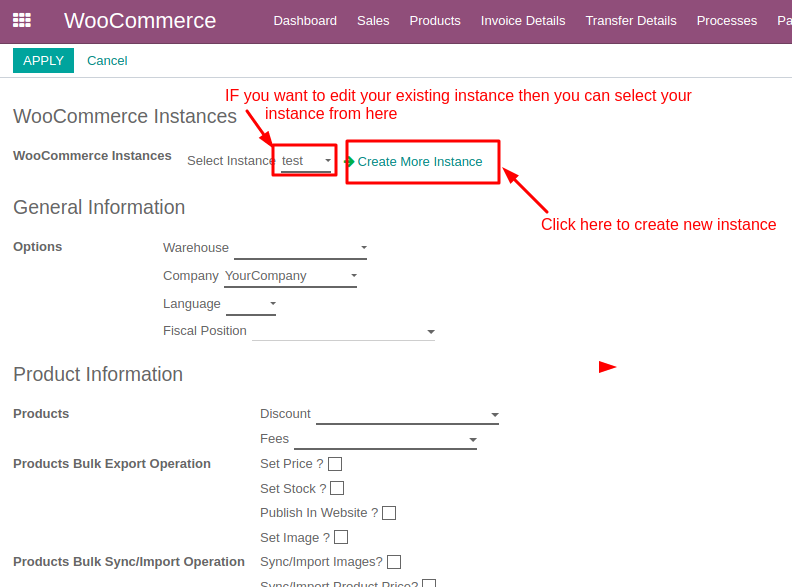 WooCommerce Dashboard Sales Products Invoice Details Transfer Details Processes Pa
APPLY Cancel
IF you want to edit your existing instance then you can select your
instance from here
WooCommerce Instances
WooCommerce Instances Select Instance test Create More Instance
General Information
Click here to create new instance
Options Warehouse
Company YourCompany
Language
Fiscal Position
Product Information
Products Discount
Fees
Products Bulk Export Operation Set Price ?
Set Stock ?
Publish In Website ?
Set Image ?
Products Bulk Sync/Import Operation Sync/Import Images?
Sync/Import Product Price?